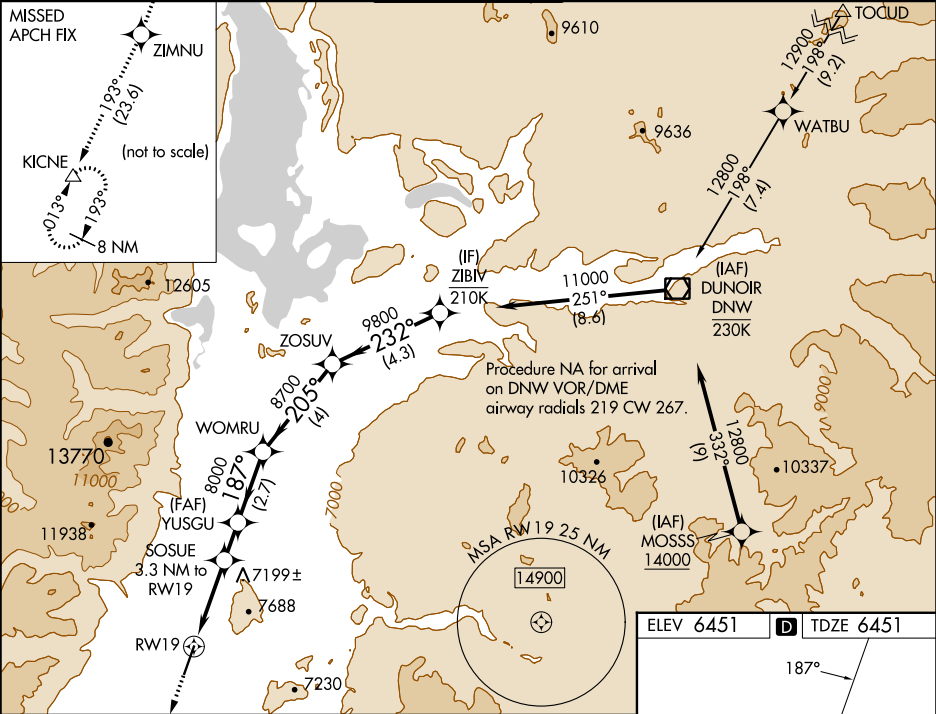 MISSED
APCH FIX
ZIMNU
193°
(23.6)
(not to scale)
KICNE
013°
193°
8 NM
9610
TOCUD
12900
198°
(9.2)
WATBU
9636
12800
198°
(7.4)
12605
(IF)
ZIBIV
210K
11000
251°
(8.6)
(IAF)
DUNOIR
DNW
230K
9800
232°
(4.3)
ZOSUV
Procedure NA for arrival
on DNW VOR/DME
airway radials 219 CW 267.
8700
205°
(4)
WOMRU
9000
12800
332°
(9)
13770
11000
8000
187°
(2.7)
7000
10326
10337
(FAF)
YUSGU
11938
(IAF)
MOSSS
14000
SOSUE
3.3 NM to
RW19
7199±
7688
MSA RW 19 25 NM
14900
RW19
7230
ELEV 6451
D
TDZE 6451
187°